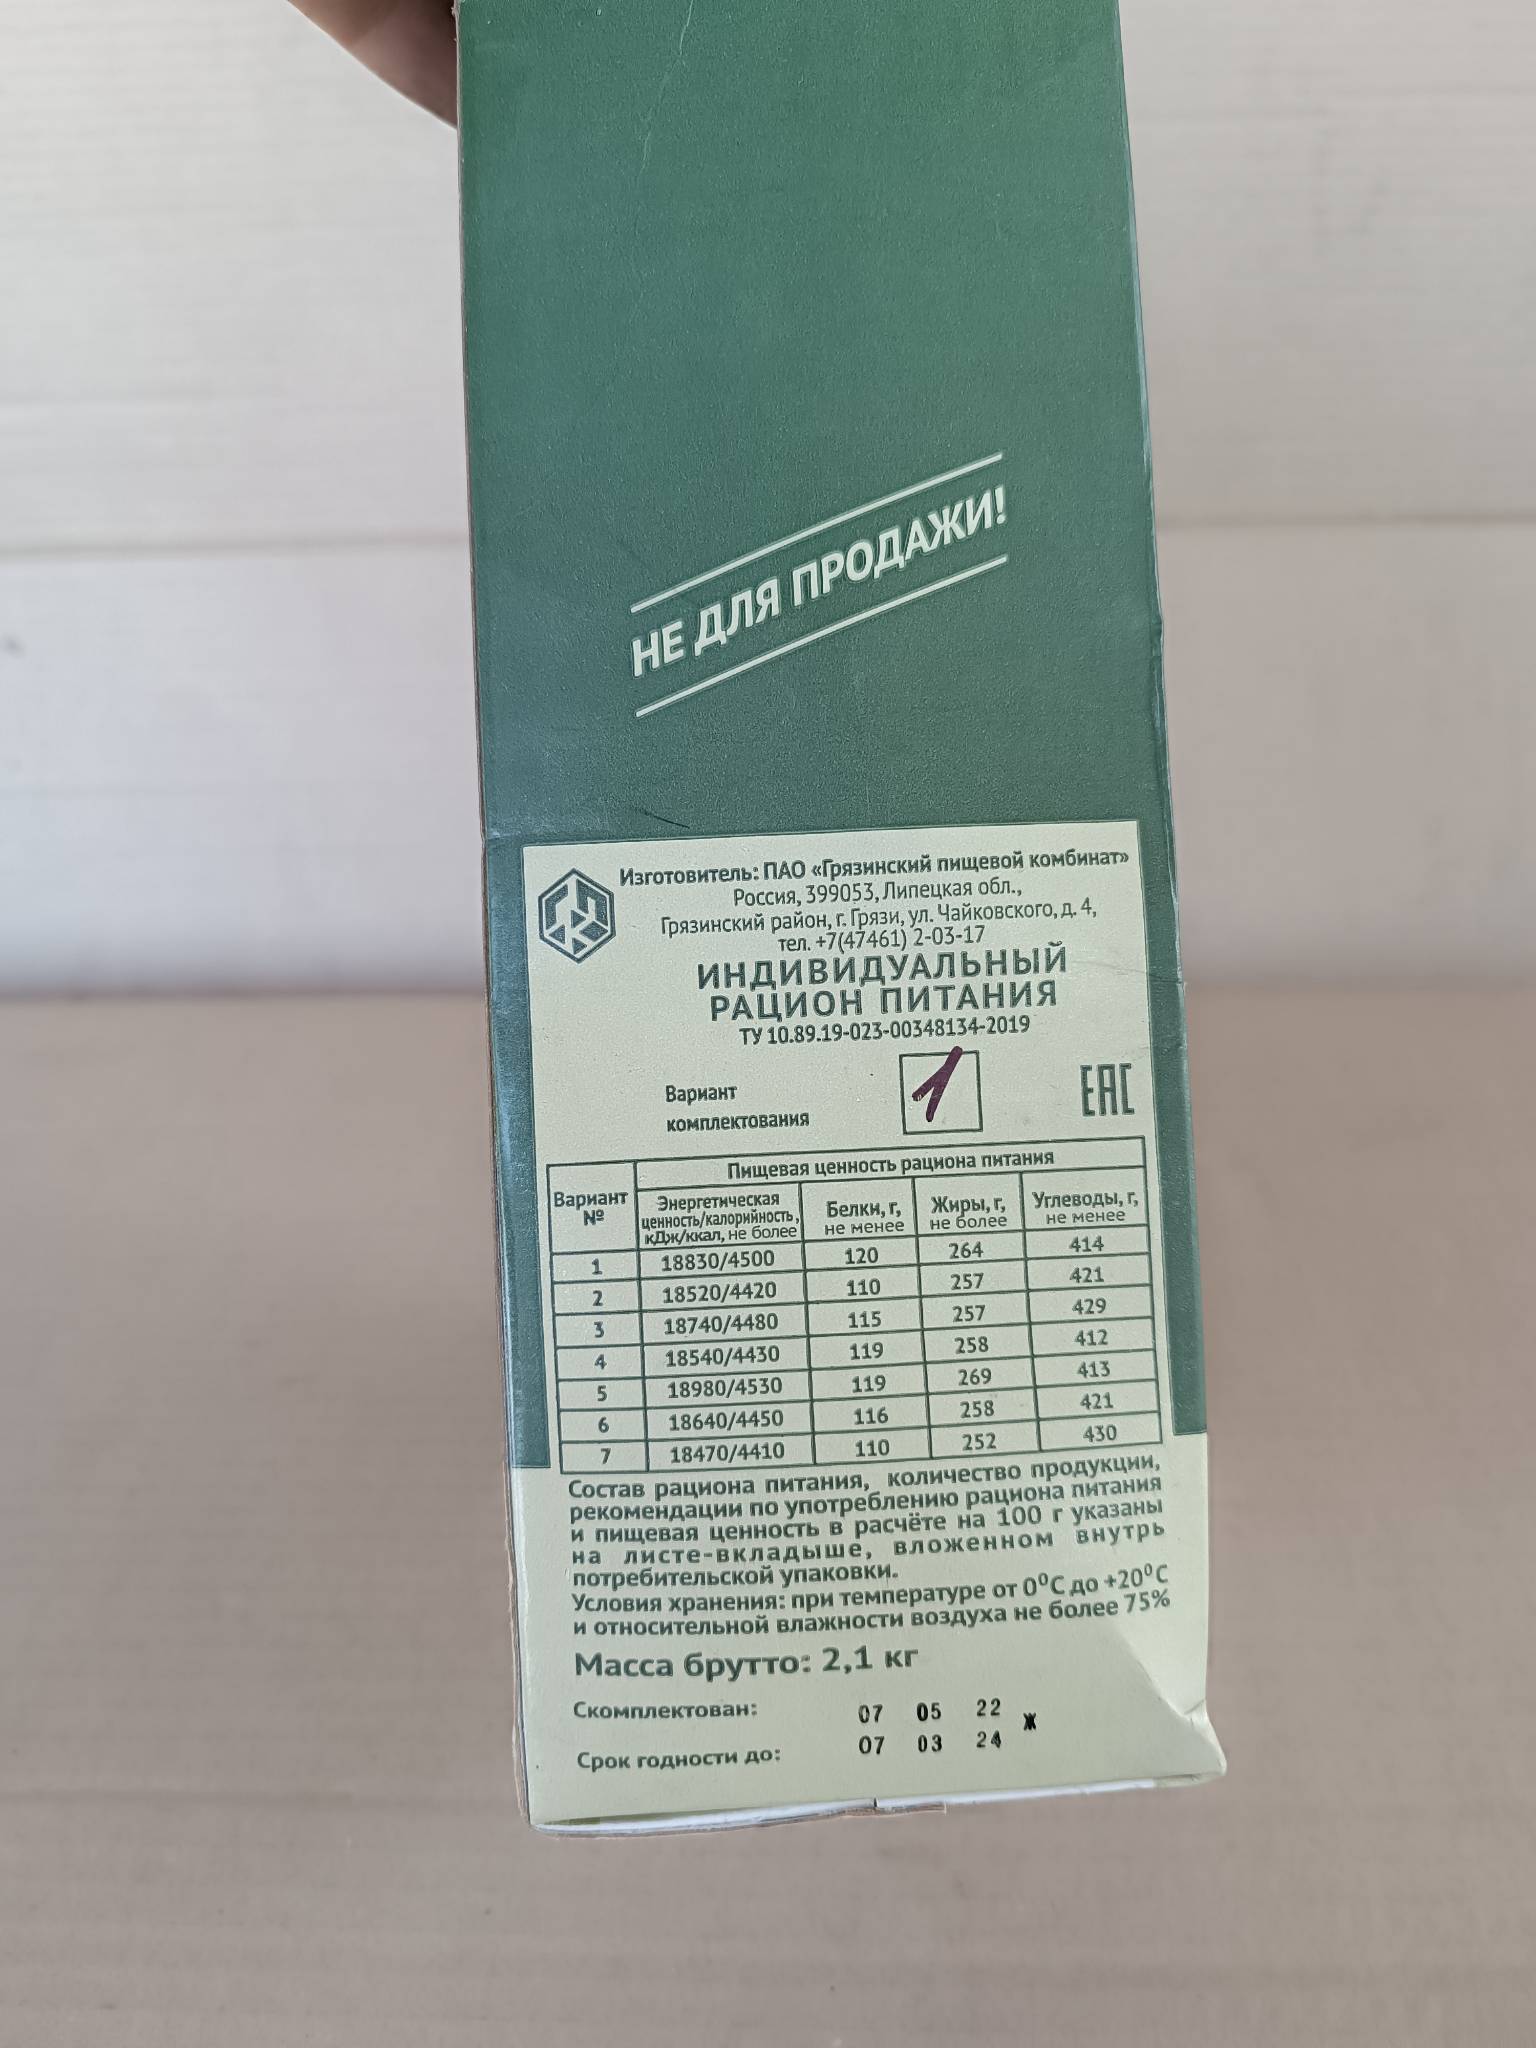 НЕ ДЛЯ ПРОДАЖИ!
Изготовитель: ПАО «Грязинский пищевой комбинат»
Россия, 399053, Липецкая обл.,
Грязинский район, г. Грязи, ул. Чайковского, д. 4,
тел. +7(47461) 2-03-17
ИНДИВИДУАЛЬНЫЙ
РАЦИОН ПИТАНИЯ
ТУ 10.89.19-023-00348134-2019
Вариант
комплектования
1
ЕАС
Вариант
№
Пищевая ценность рациона питания
Энергетическая
ценность/калорийность,
кДж/ккал, не более
Белки, г,
не менее
Жиры, г,
не более
Углеводы, г,
не менее
1 18830/4500 120 264 414
2 18520/4420 110 257 421
3 18740/4480 115 257 429
4 18540/4430 119 258 412
5 18980/4530 119 269 413
6 18640/4450 116 258 421
7 18470/4410 110 252 430
Состав рациона питания, количество продукции,
рекомендации по употреблению рациона питания
и пищевая ценность в расчёте на 100 г указаны
на листе-вкладыше, вложенном внутрь
потребительской упаковки.
Условия хранения: при температуре от 0⁰С до +20⁰С
и относительной влажности воздуха не более 75%
Масса брутто: 2,1 кг
Скомплектован: 07 05 22 Ж
Срок годности до: 07 03 24